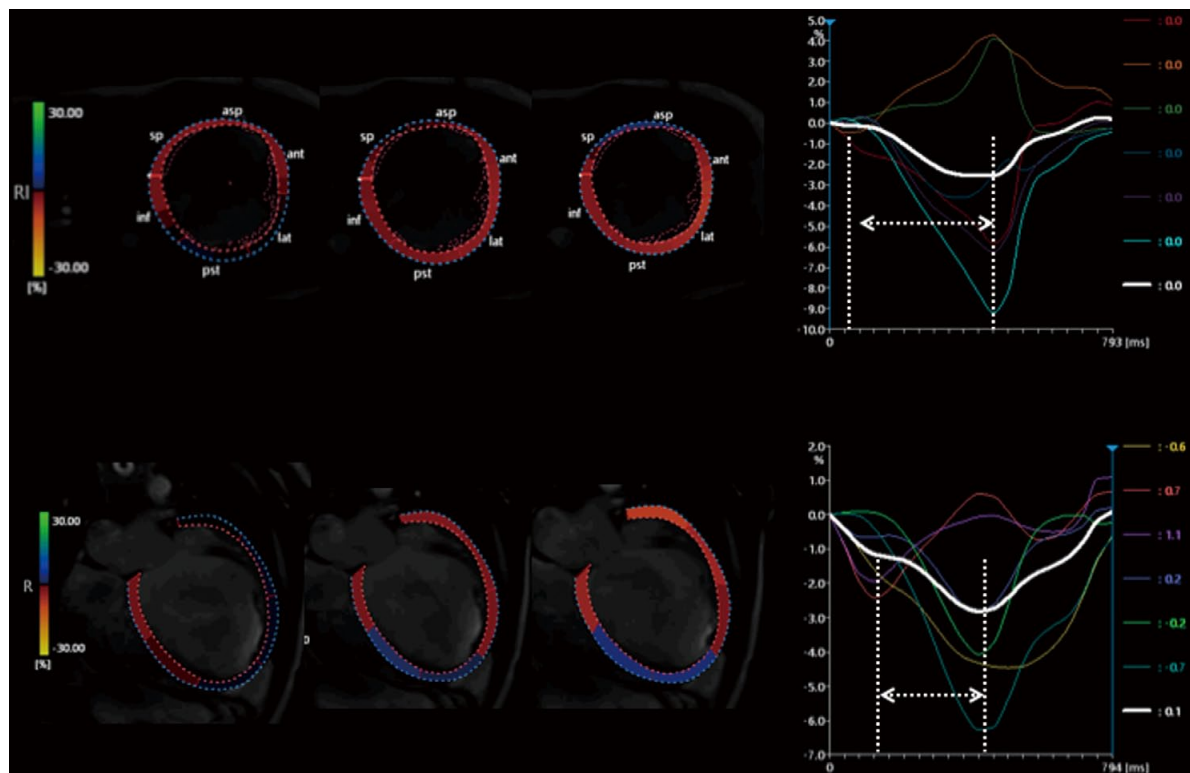 5.0
%
4.0
3.0
2.0
1.0
0.0
-1.0
-2.0
-3.0
-4.0
-5.0
-6.0
-7.0
-8.0
-9.0
-10.0
0
793 [ms]
: 0.0
: 0.0
: 0.0
: 0.0
: 0.0
: 0.0
: 0.0
30.00
RI
-30.00
[%]
asp
sp
ant
inf
lat
pst
asp
sp
ant
inf
lat
pst
asp
sp
ant
inf
lat
pst
30.00
R
-30.00
[%]
2.0
%
1.0
0.0
-1.0
-2.0
-3.0
-4.0
-5.0
-6.0
-7.0
0
794 [ms]
: -0.6
: 0.7
: 1.1
: 0.2
: -0.2
: -0.7
: 0.1